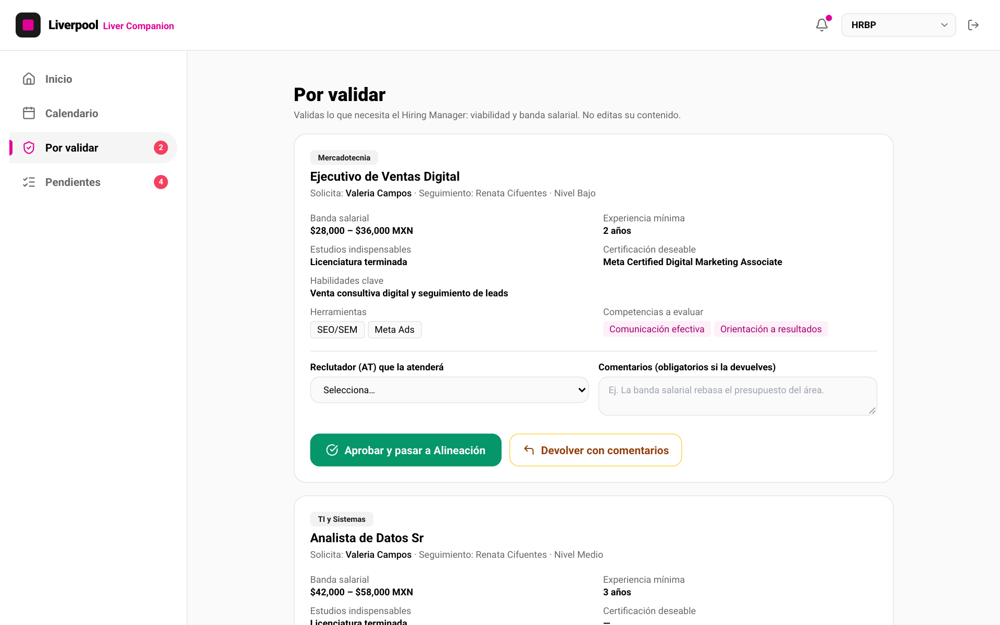 Liverpool Liver Companion
HRBP
Inicio
Calendario
Por validar 2
Pendientes 4
Por validar
Validas lo que necesita el Hiring Manager: viabilidad y banda salarial. No editas su contenido.
Mercadotecnia
Ejecutivo de Ventas Digital
Solicita: Valeria Campos · Seguimiento: Renata Cifuentes · Nivel Bajo
Banda salarial
$28,000 – $36,000 MXN
Experiencia mínima
2 años
Estudios indispensables
Licenciatura terminada
Certificación deseable
Meta Certified Digital Marketing Associate
Habilidades clave
Venta consultiva digital y seguimiento de leads
Herramientas
SEO/SEM Meta Ads
Competencias a evaluar
Comunicación efectiva Orientación a resultados
Reclutador (AT) que la atenderá
Selecciona...
Comentarios (obligatorios si la devuelves)
Ej. La banda salarial rebasa el presupuesto del área.
Aprobar y pasar a Alineación
Devolver con comentarios
TI y Sistemas
Analista de Datos Sr
Solicita: Valeria Campos · Seguimiento: Renata Cifuentes · Nivel Medio
Banda salarial
$42,000 – $58,000 MXN
Experiencia mínima
3 años
Estudios indispensables
Licenciatura terminada
Certificación deseable
—